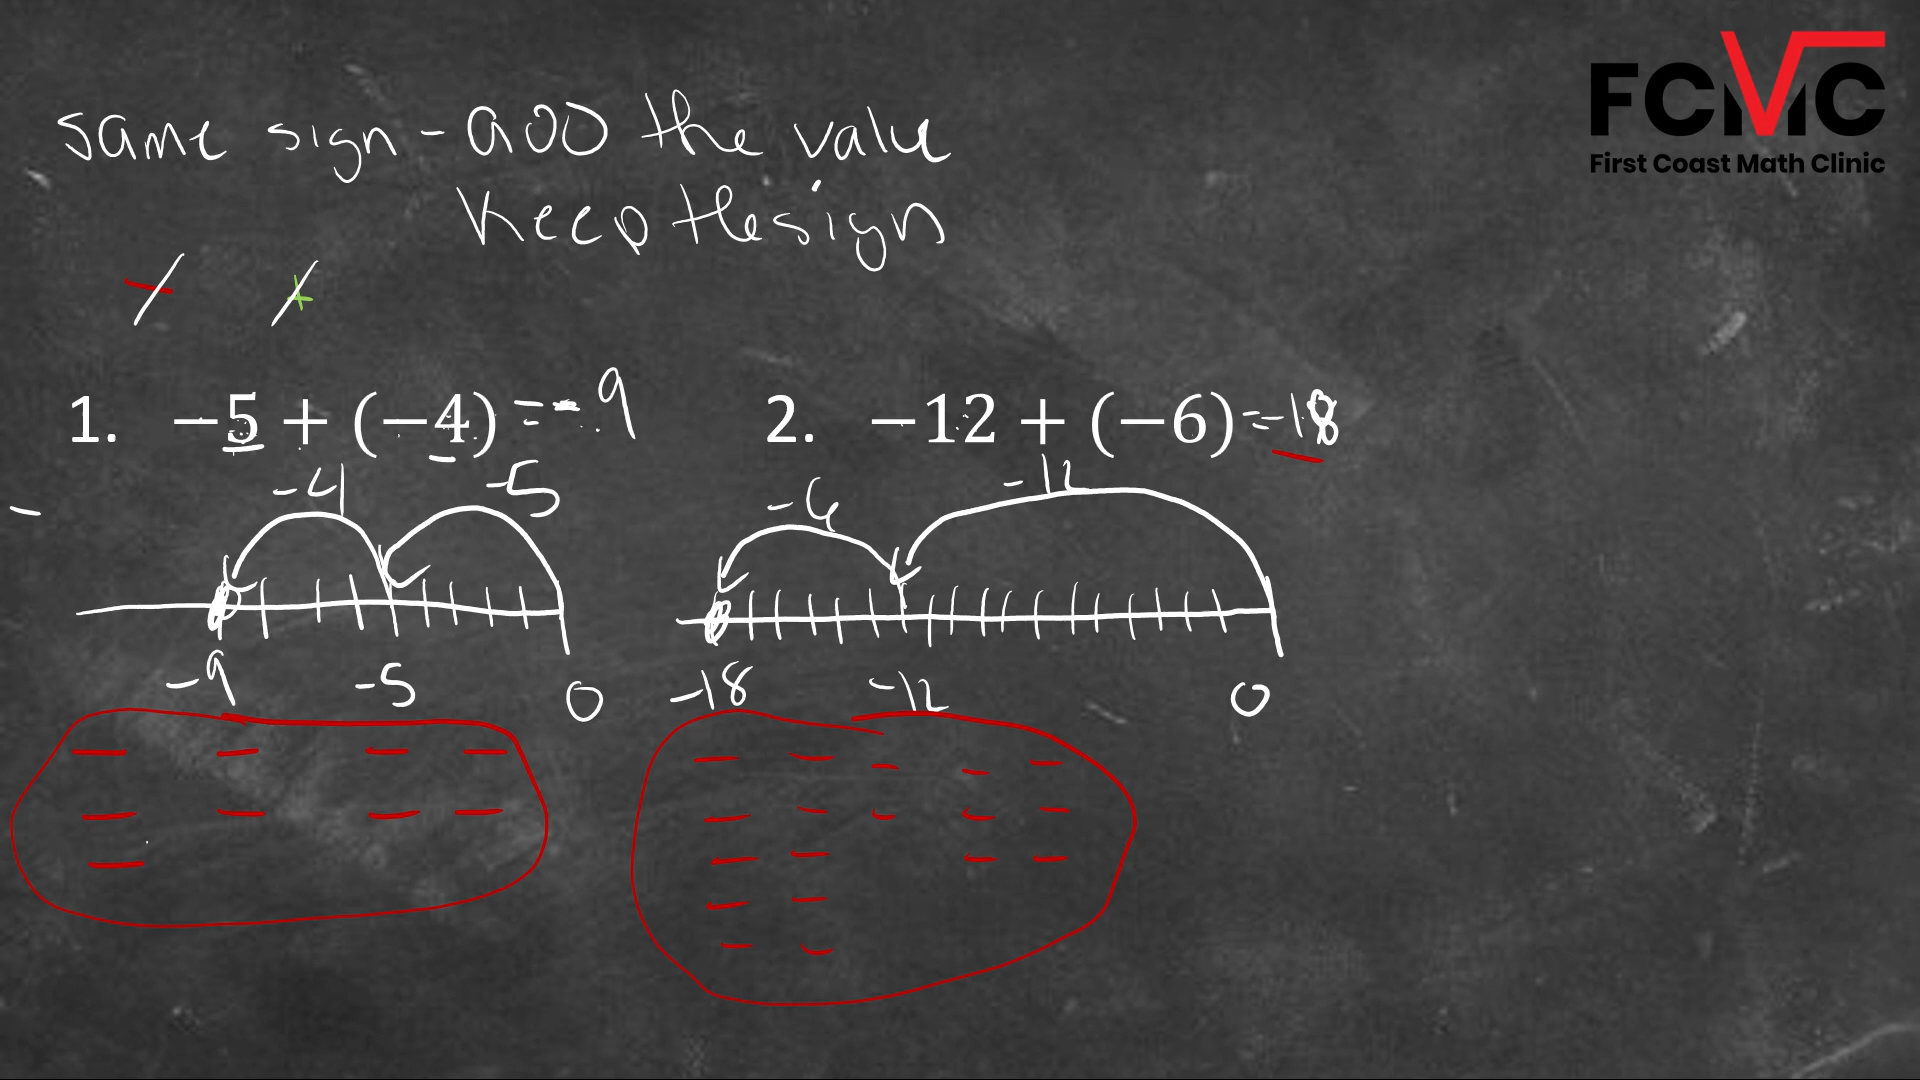 FCMC
First Coast Math Clinic
same sign - ADD the value
Keep the sign
- +
1. −5 + (−4) = -9
2. −12 + (−6) = -18
-4 -5
-6 -12
-9 -5 0
-18 -12 0